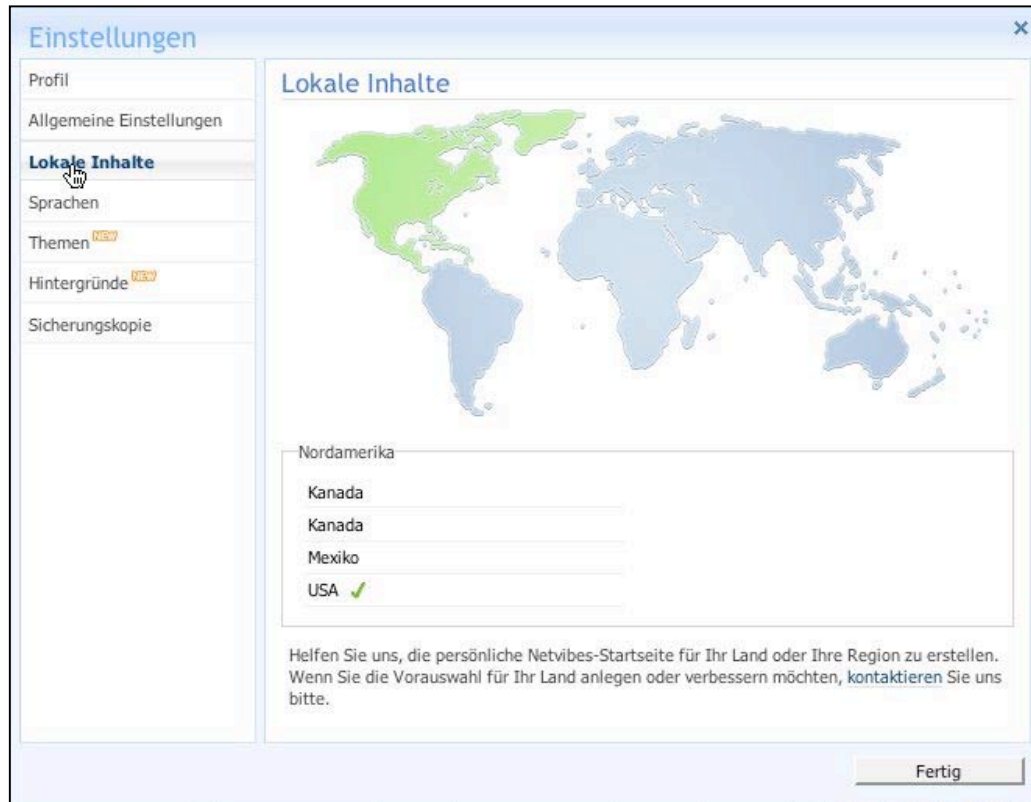 Einstellungen
Profil
Allgemeine Einstellungen
Lokale Inhalte
Sprachen
Themen NEW
Hintergründe NEW
Sicherungskopie
Lokale Inhalte
Nordamerika
Kanada
Kanada
Mexiko
USA
Helfen Sie uns, die persönliche Netvibes-Startseite für Ihr Land oder Ihre Region zu erstellen.
Wenn Sie die Vorauswahl für Ihr Land anlegen oder verbessern möchten, kontaktieren Sie uns
bitte.
Fertig